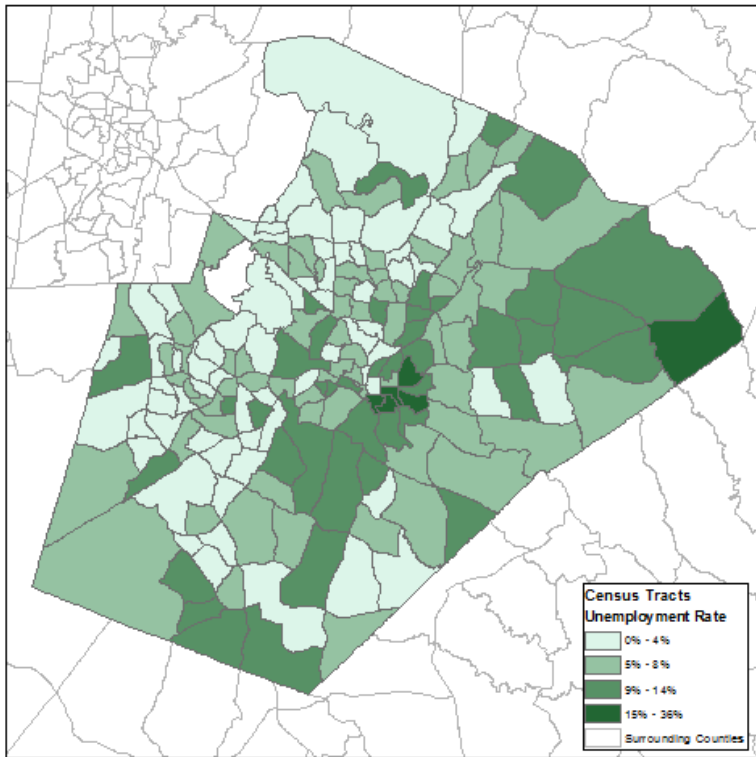 Census Tracts
Unemployment Rate
0% - 4%
5% - 8%
9% - 14%
15% - 36%
Surrounding Counties